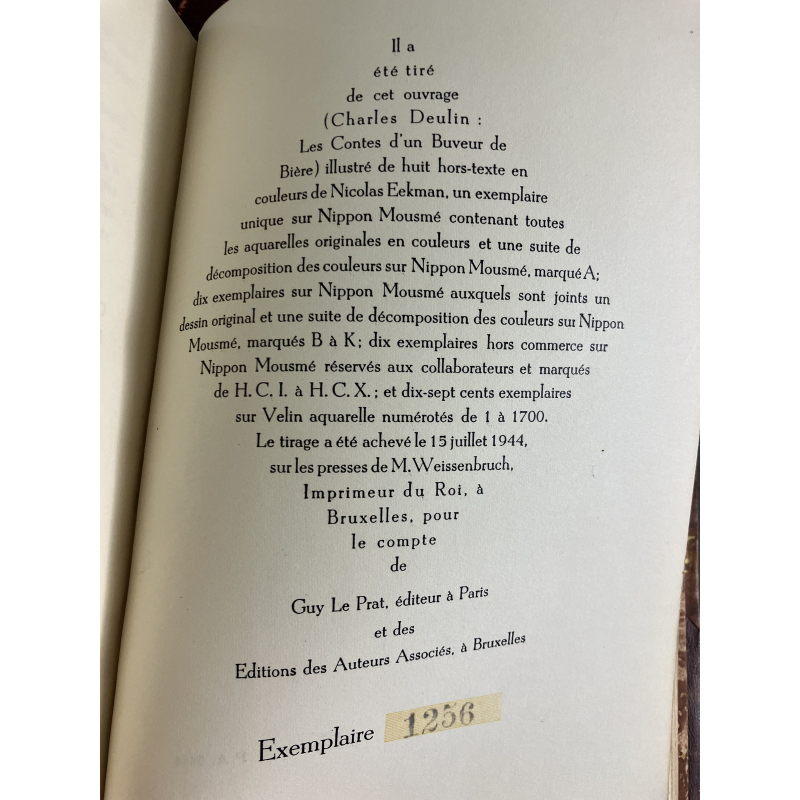 Il a
été tiré
de cet ouvrage
(Charles Deulin :
Les Contes d'un Buveur de
Bière) illustré de huit hors-texte en
couleurs de Nicolas Eekman, un exemplaire
unique sur Nippon Mousmé contenant toutes
les aquarelles originales en couleurs et une suite de
décomposition des couleurs sur Nippon Mousmé, marqué A;
dix exemplaires sur Nippon Mousmé auxquels sont joints un
dessin original et une suite de décomposition des couleurs sur Nippon
Mousmé, marqués B à K; dix exemplaires hors commerce sur
Nippon Mousmé réservés aux collaborateurs et marqués
de H. C. I. à H. C. X. ; et dix-sept cents exemplaires
sur Velin aquarelle numérotés de 1 à 1700.
Le tirage a été achevé le 15 juillet 1944,
sur les presses de M. Weissenbruch,
Imprimeur du Roi, à
Bruxelles, pour
le compte
de
Guy Le Prat, éditeur à Paris
et des
Editions des Auteurs Associés, à Bruxelles
Exemplaire 1256